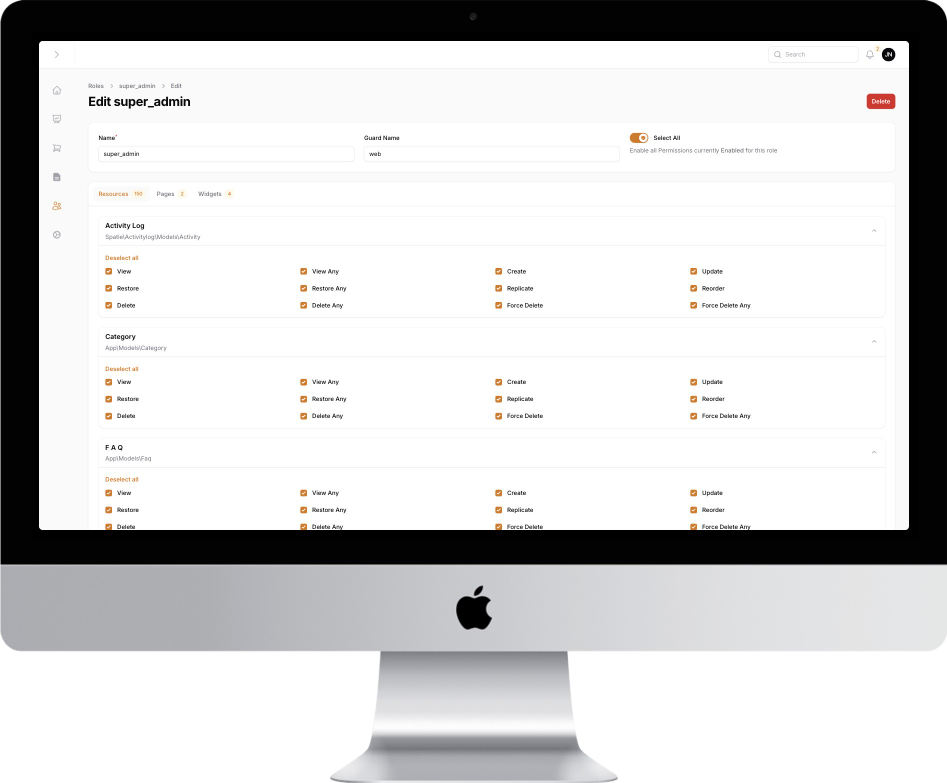 Search
2
JN
Roles > super_admin > Edit
Edit super_admin
Delete
Name*
Guard Name
Select All
super_admin
web
Enable all Permissions currently Enabled for this role
Resources 190 Pages 2 Widgets 4
Activity Log
Spatie\Activitylog\Models\Activity
Deselect all
View View Any Create Update
Restore Restore Any Replicate Reorder
Delete Delete Any Force Delete Force Delete Any
Category
App\Models\Category
Deselect all
View View Any Create Update
Restore Restore Any Replicate Reorder
Delete Delete Any Force Delete Force Delete Any
F A Q
App\Models\Faq
Deselect all
View View Any Create Update
Restore Restore Any Replicate Reorder
Delete Delete Any Force Delete Force Delete Any